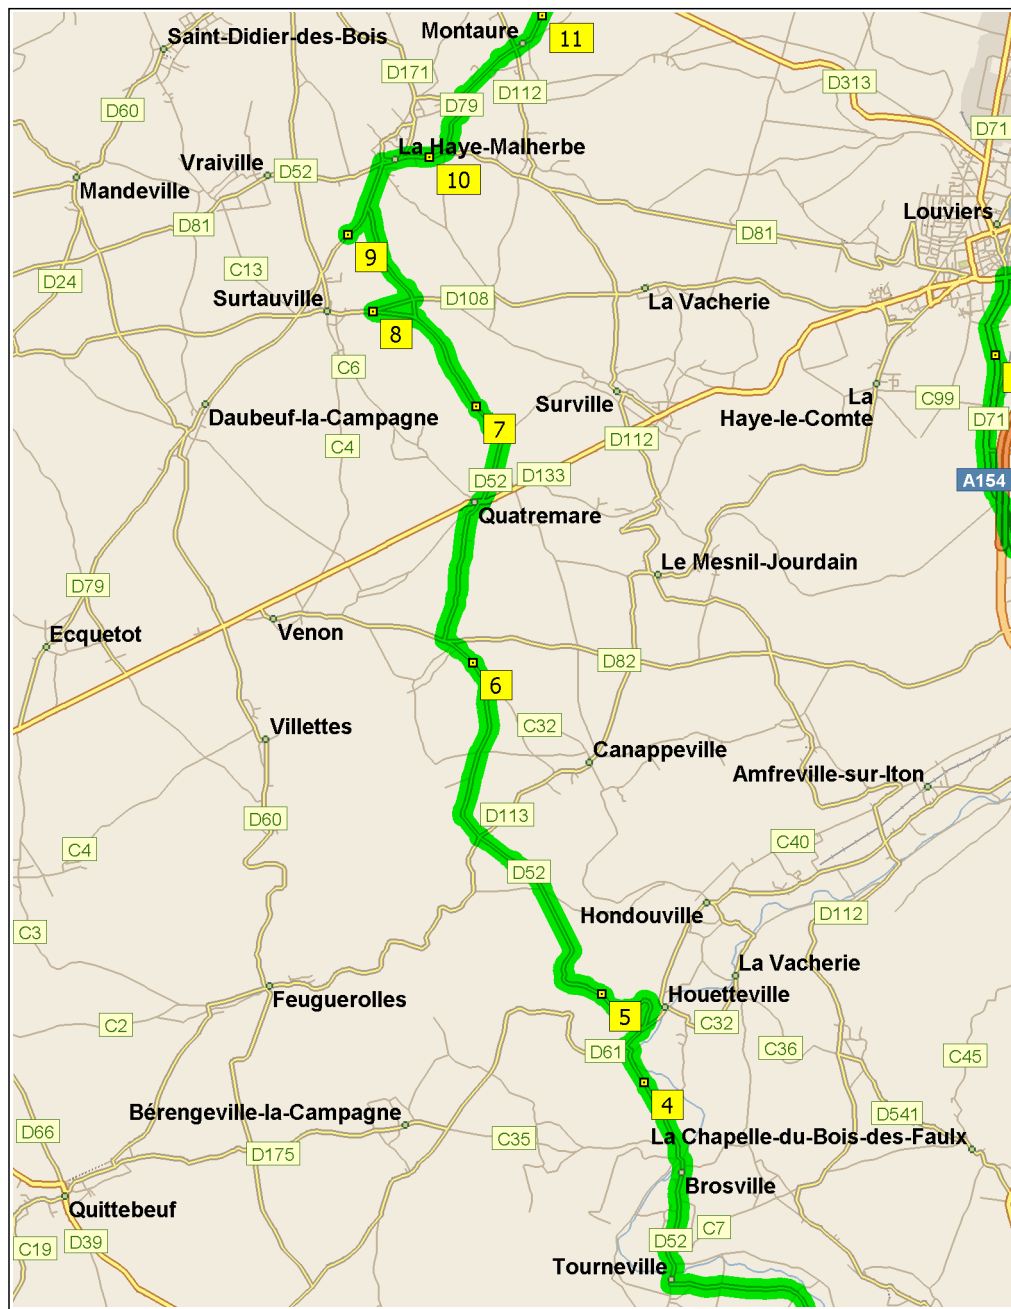 Montaure
11
Saint-Didier-des-Bois
D171
D313
D112
D79
D60
D71
La Haye-Malherbe
Vraiville
D52
10
Mandeville
Louviers
D81
D81
9
C13
D24
Surtauville
D108
La Vacherie
8
C6
La
Haye-le-Comte
C99
Surville
Daubeuf-la-Campagne
D71
7
D112
C4
D133
D52
A154
Quatremare
Le Mesnil-Jourdain
D79
Venon
Ecquetot
D82
6
C32
Villettes
Canappeville
Amfreville-sur-Iton
D113
D60
C40
C4
D52
Hondouville
D112
C3
La Vacherie
Houetteville
Feuguerolles
5
C32
C2
C36
D61
C45
4
Bérengeville-la-Campagne
D541
D66
C35
La Chapelle-du-Bois-des-Faulx
D175
Brosville
Quittebeuf
C7
D52
D39
C19
Tourneville